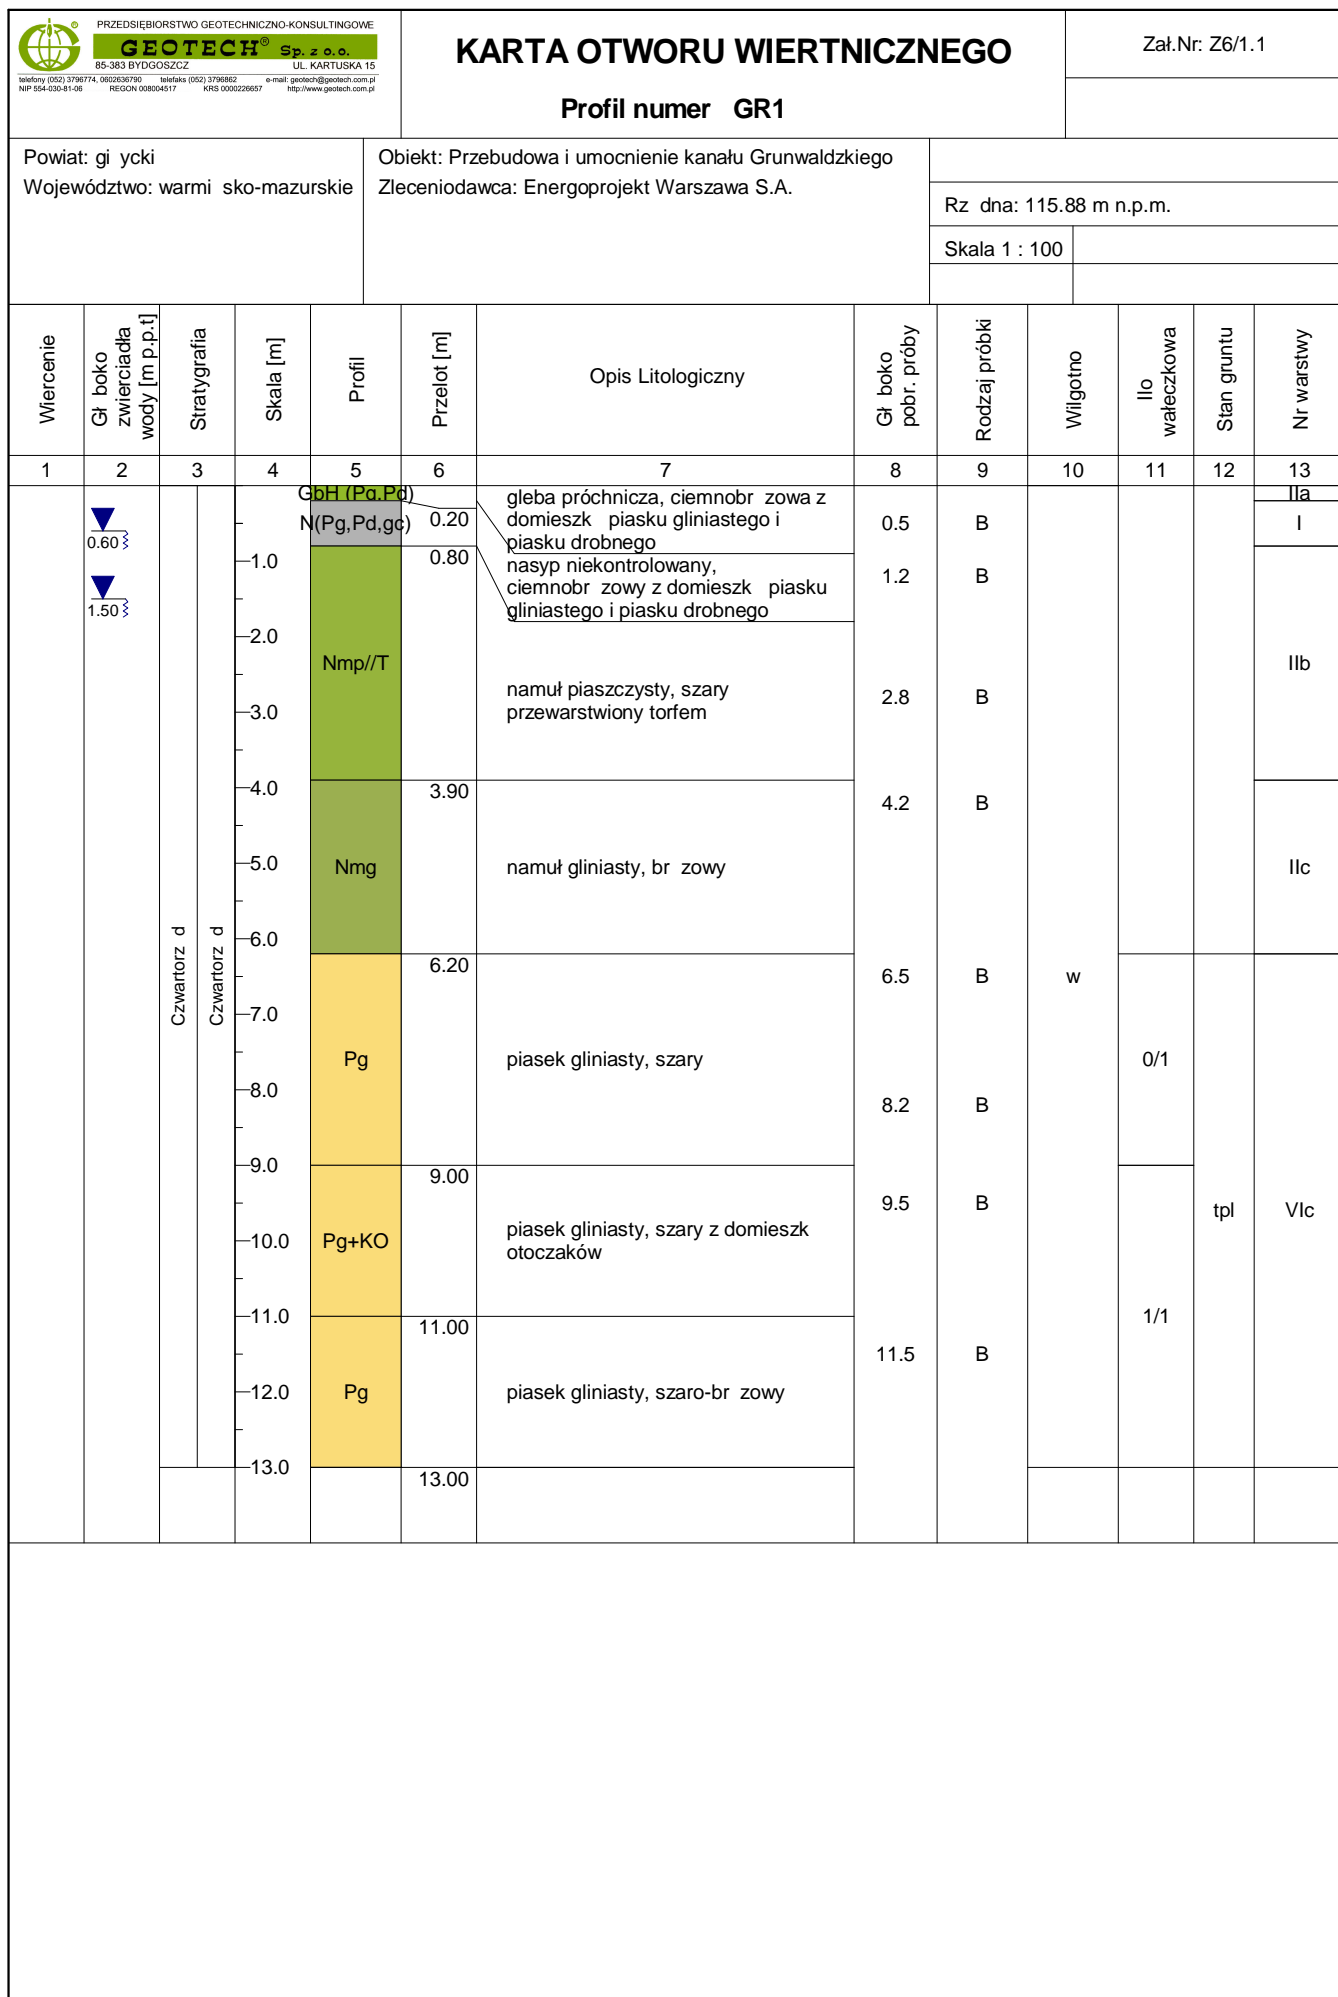 PRZEDSIĘBIORSTWO GEOTECHNICZNO-KONSULTINGOWE
GEOTECH® Sp. z o.o.
85-383 BYDGOSZCZ UL. KARTUSKA 15
telefony (052) 3796774, 0602636790 telefaks (052) 3796862 e-mail: geotech@geotech.com.pl
NIP 554-030-81-06 REGON 008004517 KRS 0000226657 http://www.geotech.com.pl
KARTA OTWORU WIERTNICZNEGO
Profil numer GR1
Zał.Nr: Z6/1.1
Powiat: gi ycki
Województwo: warmi sko-mazurskie
Obiekt: Przebudowa i umocnienie kanału Grunwaldzkiego
Zleceniodawca: Energoprojekt Warszawa S.A.
Rz dna: 115.88 m n.p.m.
Skala 1 : 100
Wiercenie
Gł boko
zwierciadła
wody [m p.p.t]
Stratygrafia
Skala [m]
Profil
Przelot [m]
Opis Litologiczny
Gł boko
pobr. próby
Rodzaj próbki
Wilgotno
Ilo
wałeczkowa
Stan gruntu
Nr warstwy
1 2 3 4 5 6 7 8 9 10 11 12 13
GbH (Pg,Pd)
gleba próchnicza, ciemnobr zowa z
domieszk piasku gliniastego i
piasku drobnego
IIa
N(Pg,Pd,gc)
0.20
0.5 B
I
0.60
-1.0
0.80
nasyp niekontrolowany,
ciemnobr zowy z domieszk piasku
gliniastego i piasku drobnego
1.2 B
1.50
-2.0
Nmp//T
namuł piaszczysty, szary
przewarstwiony torfem
2.8 B
IIb
-3.0
-4.0
3.90
4.2 B
-5.0
Nmg
namuł gliniasty, br zowy
IIc
Czwartorz d
Czwartorz d
-6.0
6.20
6.5 B w
-7.0
Pg
piasek gliniasty, szary
0/1
-8.0
8.2 B
-9.0
9.00
9.5 B
tpl VIc
-10.0
Pg+KO
piasek gliniasty, szary z domieszk
otoczaków
-11.0
11.00
1/1
11.5 B
-12.0
Pg
piasek gliniasty, szaro-br zowy
-13.0
13.00